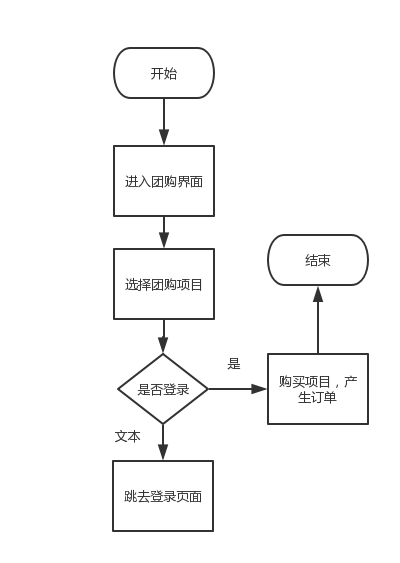 开始
进入团购界面
选择团购项目
结束
是否登录
是
购买项目，产
生订单
文本
跳去登录页面